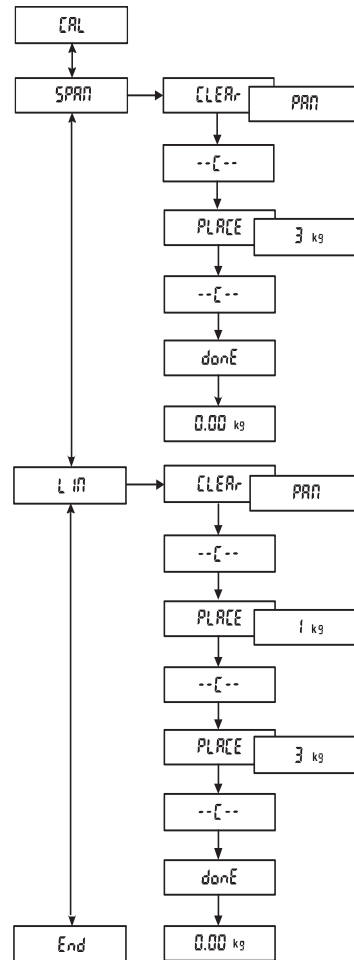 CAL
SPAN
CLEAr
PAN
--C--
PLACE
3 kg
--C--
donE
0.00 kg
LIN
CLEAr
PAN
--C--
PLACE
1 kg
--C--
PLACE
3 kg
--C--
donE
End
0.00 kg